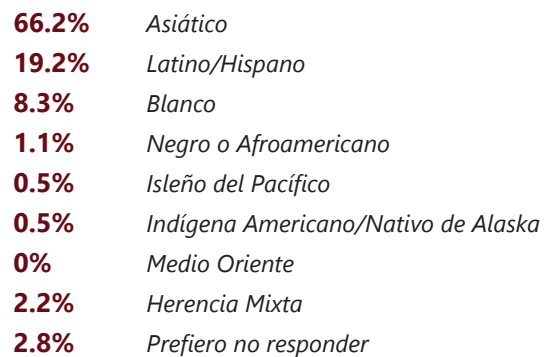 66.2% Asiático
19.2% Latino/Hispano
8.3% Blanco
1.1% Negro o Afroamericano
0.5% Isleño del Pacífico
0.5% Indígena Americano/Nativo de Alaska
0% Medio Oriente
2.2% Herencia Mixta
2.8% Prefiero no responder